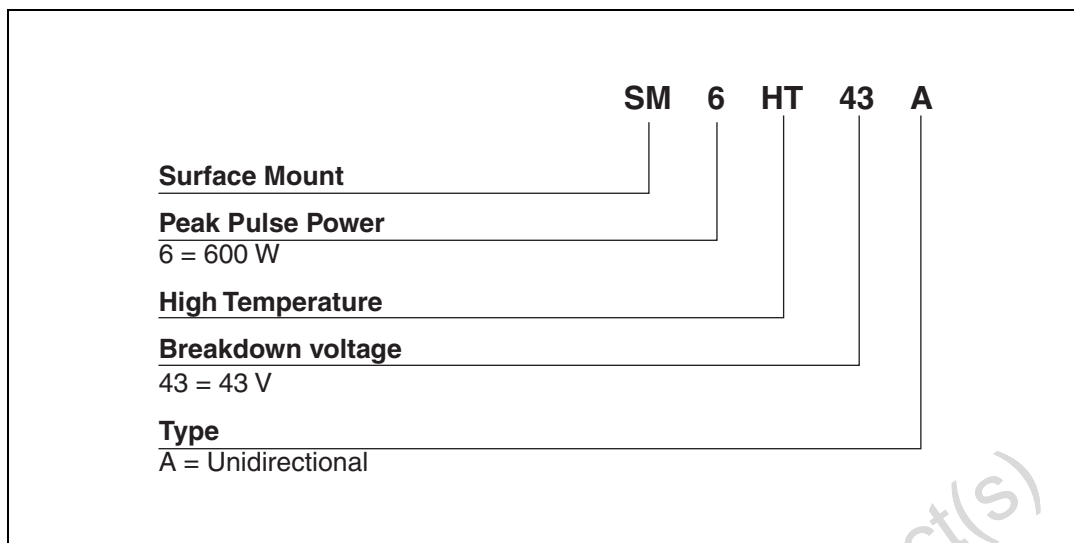 SM 6 HT 43 A
Surface Mount
Peak Pulse Power
6 = 600 W
High Temperature
Breakdown voltage
43 = 43 V
Type
A = Unidirectional